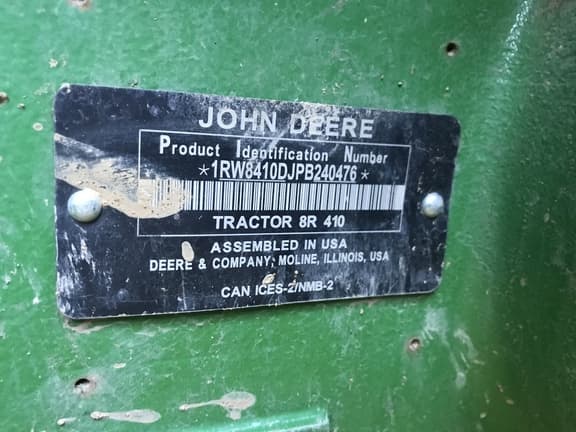 JOHN DEERE
Product Identification Number
*1RW8410DJPB240476*
TRACTOR 8R 410
ASSEMBLED IN USA
DEERE & COMPANY, MOLINE, ILLINOIS, USA
CAN ICES-2/NMB-2